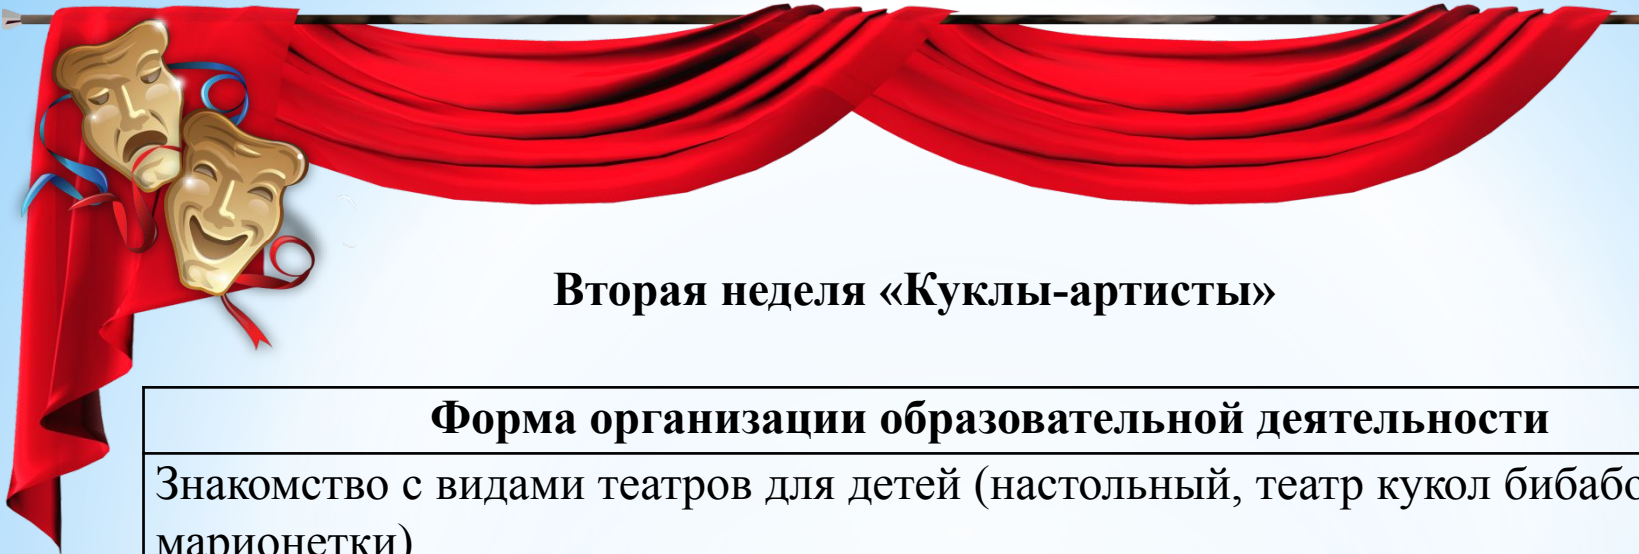 Вторая неделя «Куклы-артисты»
Форма организации образовательной деятельности
Знакомство с видами театров для детей (настольный, театр кукол бибабо
марионетки)